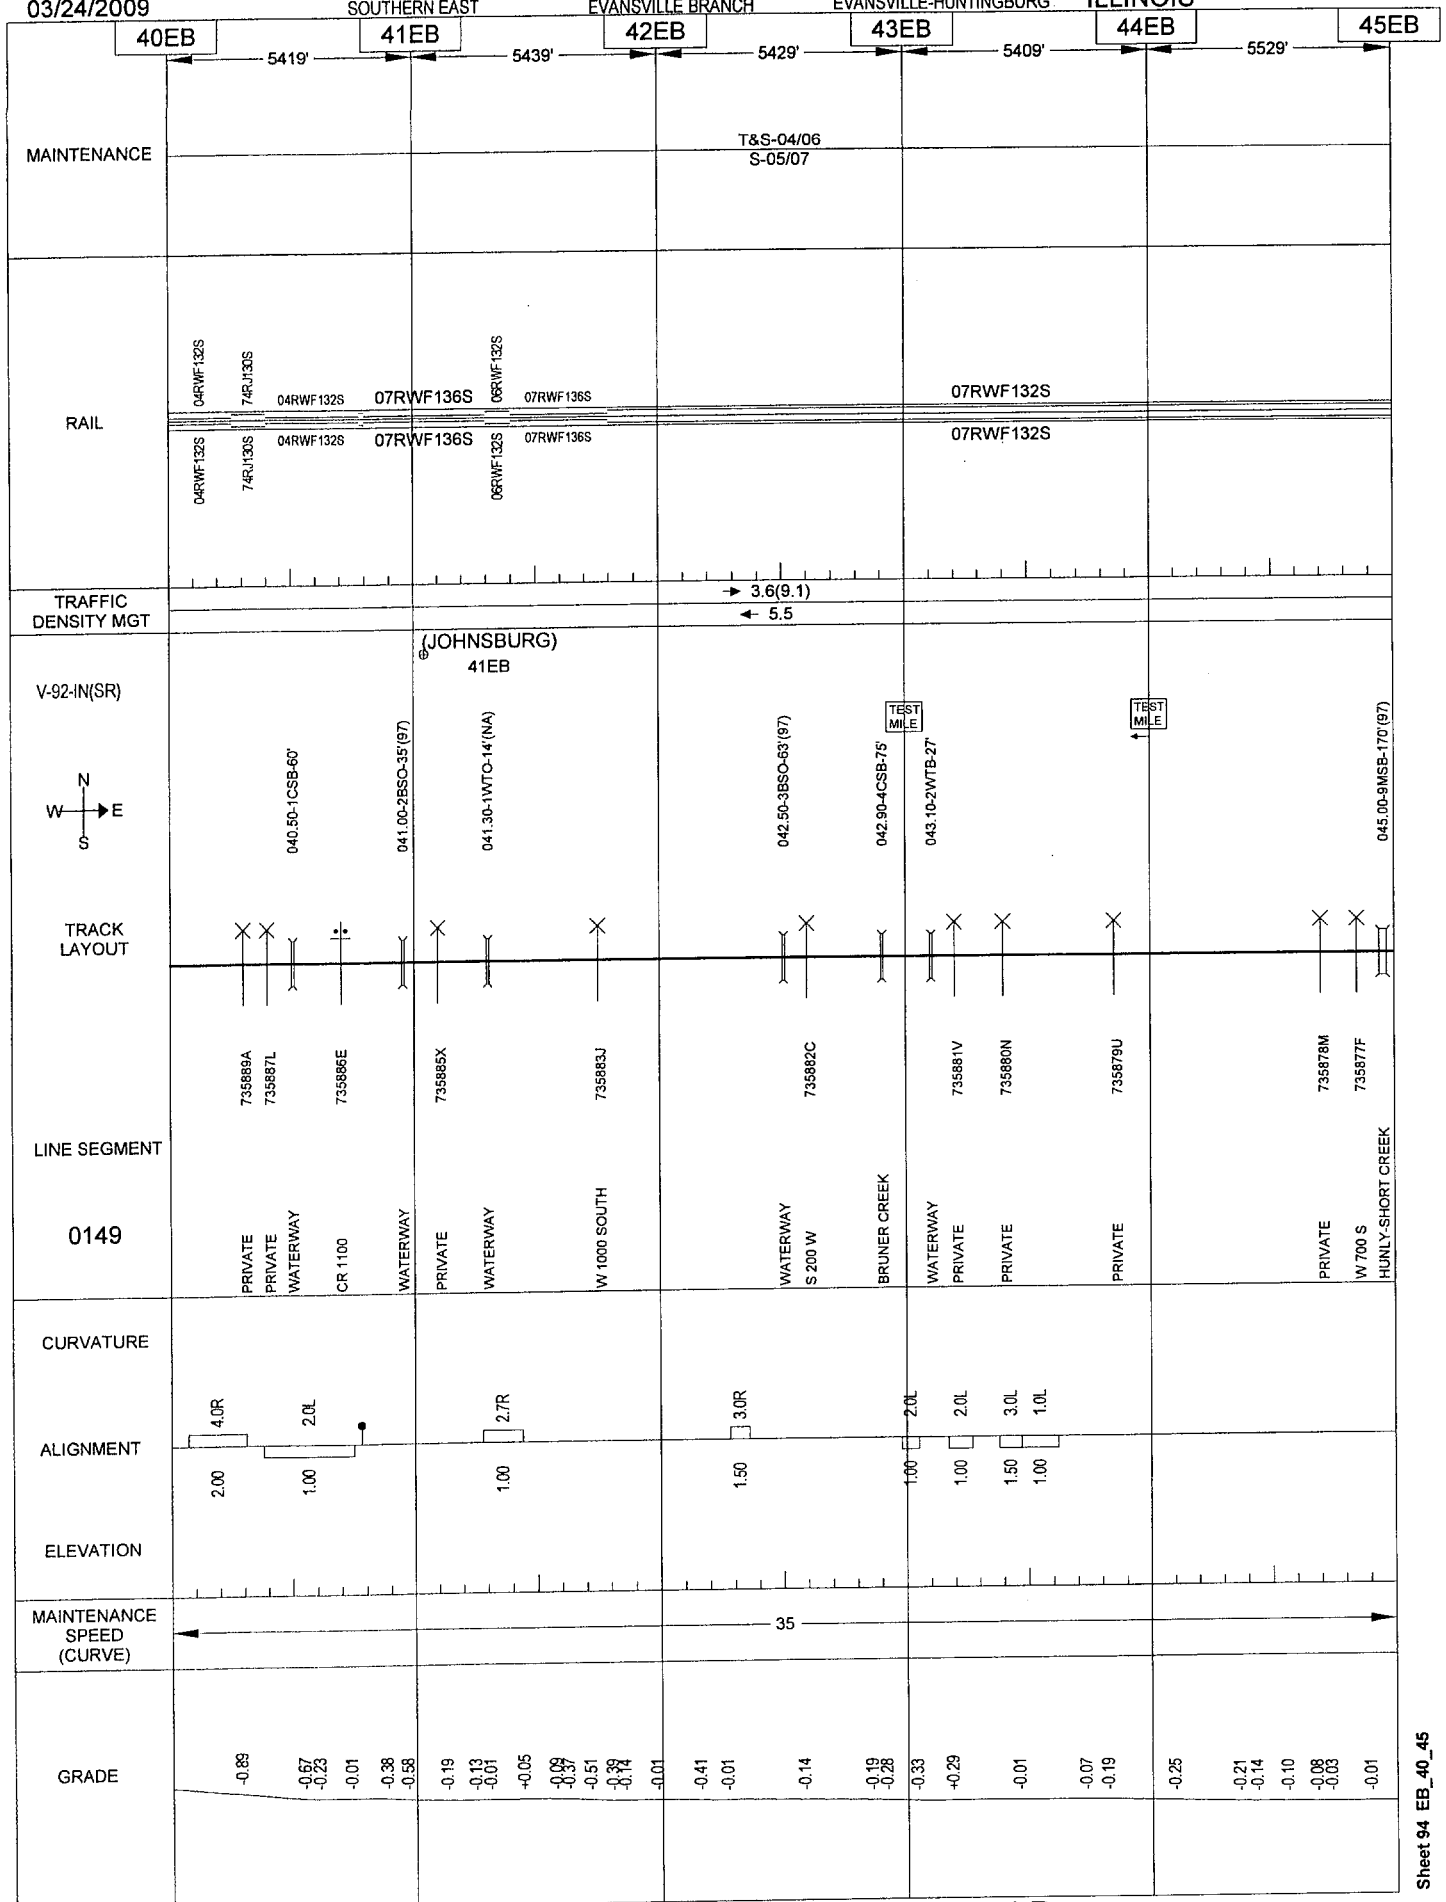 03/24/2009 SOUTHERN EAST EVANSVILLE BRANCH EVANSVILLE-HUNTINGBURG ILLINOIS
40EB 41EB 42EB 43EB 44EB 45EB
5419' 5439' 5429' 5409' 5529'
MAINTENANCE
T&S-04/06
S-05/07
RAIL
04RWF132S 74RJ130S 04RWF132S 07RWF136S 06RWF132S 07RWF136S 07RWF132S
04RWF132S 74RJ130S 04RWF132S 07RWF136S 06RWF132S 07RWF136S 07RWF132S
TRAFFIC
DENSITY MGT
3.6(9.1)
5.5
(JOHNSBURG)
41EB
V-92-IN(SR)
TEST
MILE
TEST
MILE
N
W E
S
040.50-1CSB-60'
041.00-2BSO-35'(97)
041.30-1WTO-14'(NA)
042.50-3BSO-63'(97)
042.90-4CSB-75'
043.10-2WTB-27'
045.00-9MSB-170'(97)
TRACK
LAYOUT
735889A
735887L
735886E
735885X
735883J
735882C
735881V
735880N
735879U
735878M
735877F
LINE SEGMENT
0149
PRIVATE
PRIVATE
WATERWAY
CR 1100
WATERWAY
PRIVATE
WATERWAY
W 1000 SOUTH
WATERWAY
S 200 W
BRUNER CREEK
WATERWAY
PRIVATE
PRIVATE
PRIVATE
PRIVATE
W 700 S
HUNLY-SHORT CREEK
CURVATURE
4.0R 2.0L 2.7R 3.0R 2.0L 2.0L 3.0L 1.0L
ALIGNMENT
2.00 1.00 1.00 1.50 1.00 1.00 1.50 1.00
ELEVATION
MAINTENANCE
SPEED
(CURVE)
35
GRADE
-0.89 -0.67 -0.23 -0.01 -0.38 -0.58 -0.19 -0.13 -0.01 +0.05 -0.09 -0.37 -0.51 -0.39 -0.14 -0.01 -0.41 -0.01 -0.14 -0.19 -0.28 -0.33 +0.29 -0.01 -0.07 -0.19 -0.25 -0.21 -0.14 -0.10 -0.08 -0.03 -0.01
Sheet 94 EB_40_45